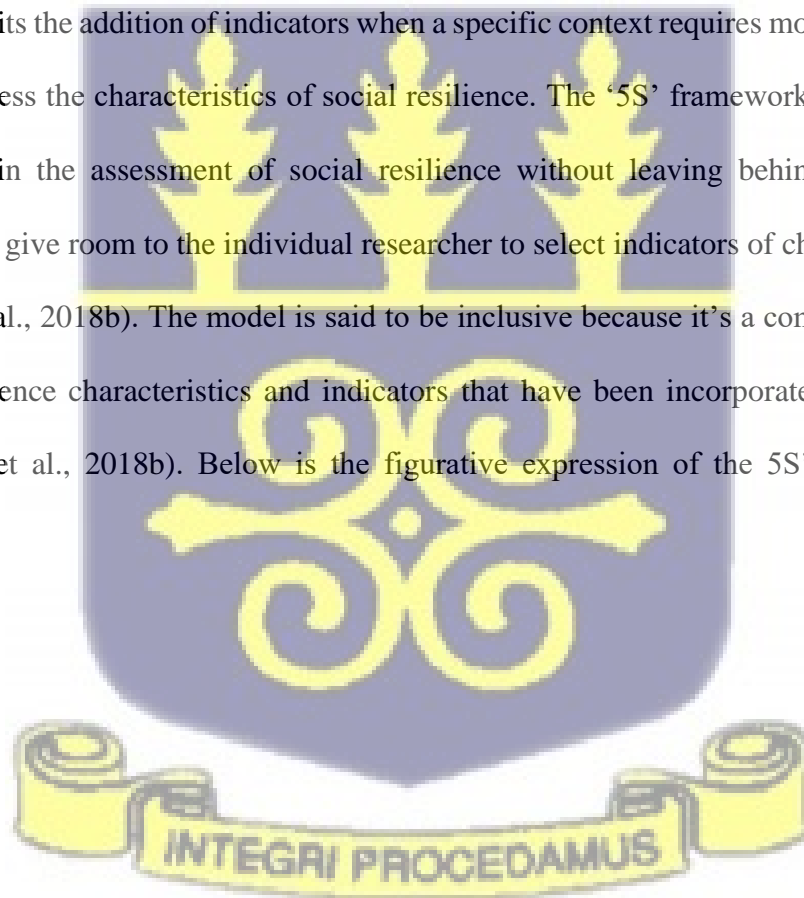 its the addition of indicators when a specific context requires mo
ess the characteristics of social resilience. The ‘5S’ framework
in the assessment of social resilience without leaving behin
give room to the individual researcher to select indicators of ch
al., 2018b). The model is said to be inclusive because it’s a con
ence characteristics and indicators that have been incorporate
et al., 2018b). Below is the figurative expression of the 5S’
INTEGRI PROCEDAMUS